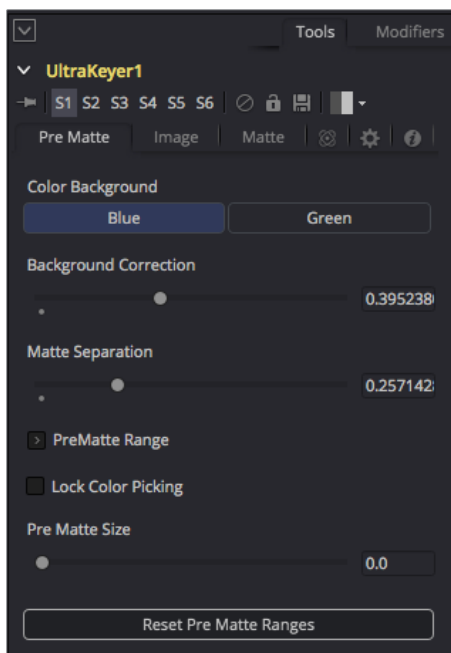 Tools Modifiers
UltraKeyer1
S1 S2 S3 S4 S5 S6
Pre Matte Image Matte
Color Background
Blue Green
Background Correction
0.395238
Matte Separation
0.257142
PreMatte Range
Lock Color Picking
Pre Matte Size
0.0
Reset Pre Matte Ranges